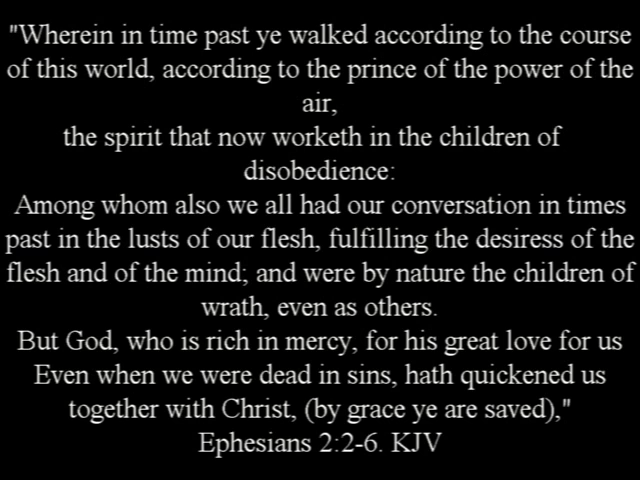 "Wherein in time past ye walked according to the course
of this world, according to the prince of the power of the
air,
the spirit that now worketh in the children of
disobedience:
Among whom also we all had our conversation in times
past in the lusts of our flesh, fulfilling the desiress of the
flesh and of the mind; and were by nature the children of
wrath, even as others.
But God, who is rich in mercy, for his great love for us
Even when we were dead in sins, hath quickened us
together with Christ, (by grace ye are saved),"
Ephesians 2:2-6. KJV